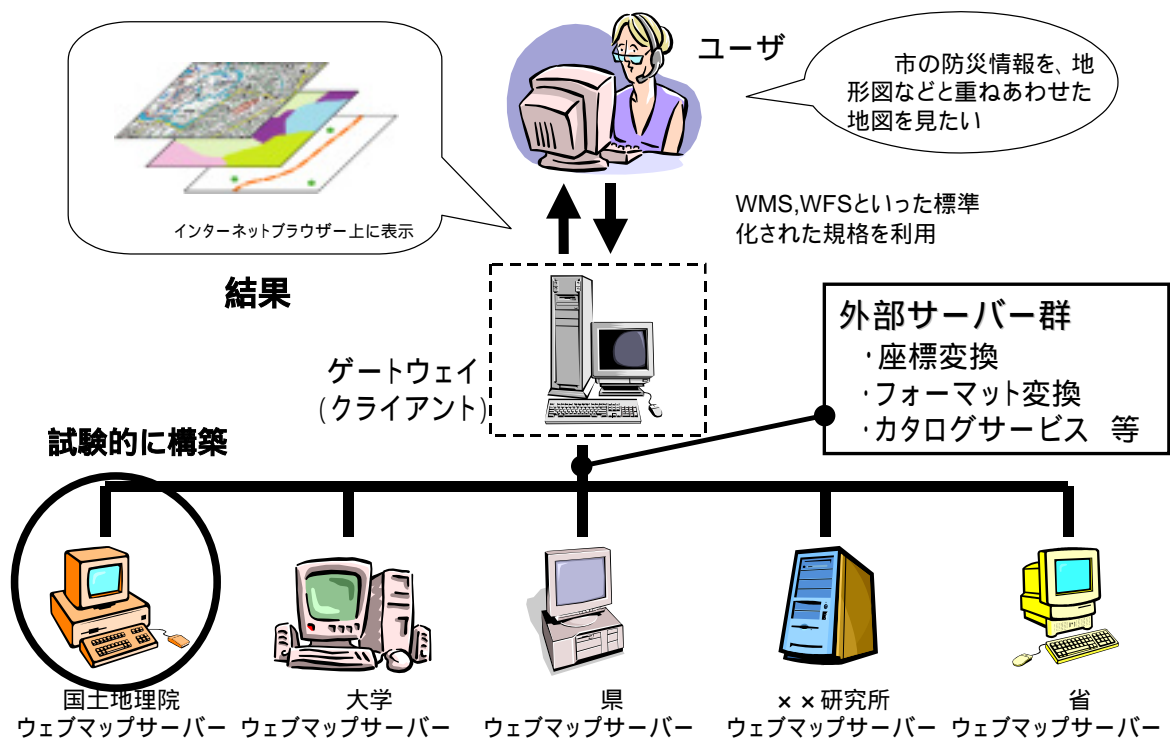 ユーザ
市の防災情報を、地
形図などと重ねあわせた
地図を見たい
インターネットブラウザー上に表示
結果
WMS,WFSといった標準
化された規格を利用
ゲートウェイ
(クライアント)
外部サーバー群
・座標変換
・フォーマット変換
・カタログサービス 等
試験的に構築
国土地理院
ウェブマップサーバー
大学
ウェブマップサーバー
県
ウェブマップサーバー
××研究所
ウェブマップサーバー
省
ウェブマップサーバー